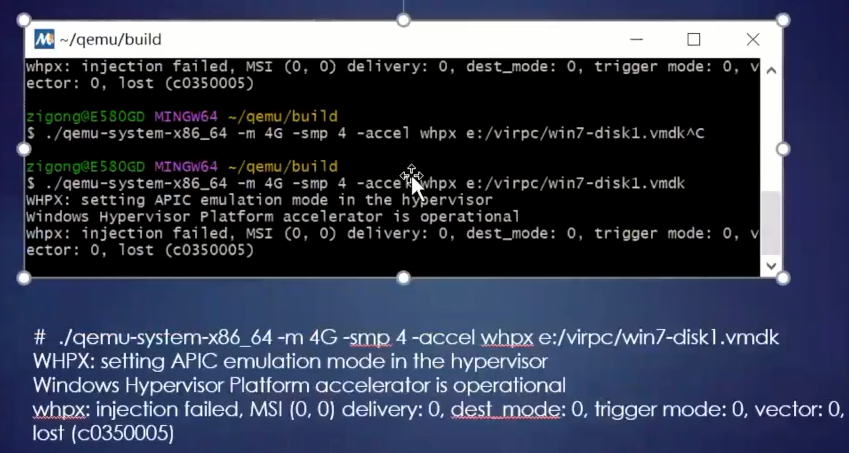 ~/qemu/build
whpx: injection failed, MSI (0, 0) delivery: 0, dest_mode: 0, trigger mode: 0, v
ector: 0, lost (c0350005)
zigong@E580GD MINGW64 ~/qemu/build
$ ./qemu-system-x86_64 -m 4G -smp 4 -accel whpx e:/virpc/win7-disk1.vmdk^C
zigong@E580GD MINGW64 ~/qemu/build
$ ./qemu-system-x86_64 -m 4G -smp 4 -accel whpx e:/virpc/win7-disk1.vmdk
WHPX: setting APIC emulation mode in the hypervisor
Windows Hypervisor Platform accelerator is operational
whpx: injection failed, MSI (0, 0) delivery: 0, dest_mode: 0, trigger mode: 0, v
ector: 0, lost (c0350005)
# ./qemu-system-x86_64 -m 4G -smp 4 -accel whpx e:/virpc/win7-disk1.vmdk
WHPX: setting APIC emulation mode in the hypervisor
Windows Hypervisor Platform accelerator is operational
whpx: injection failed, MSI (0, 0) delivery: 0, dest_mode: 0, trigger mode: 0, vector: 0,
lost (c0350005)